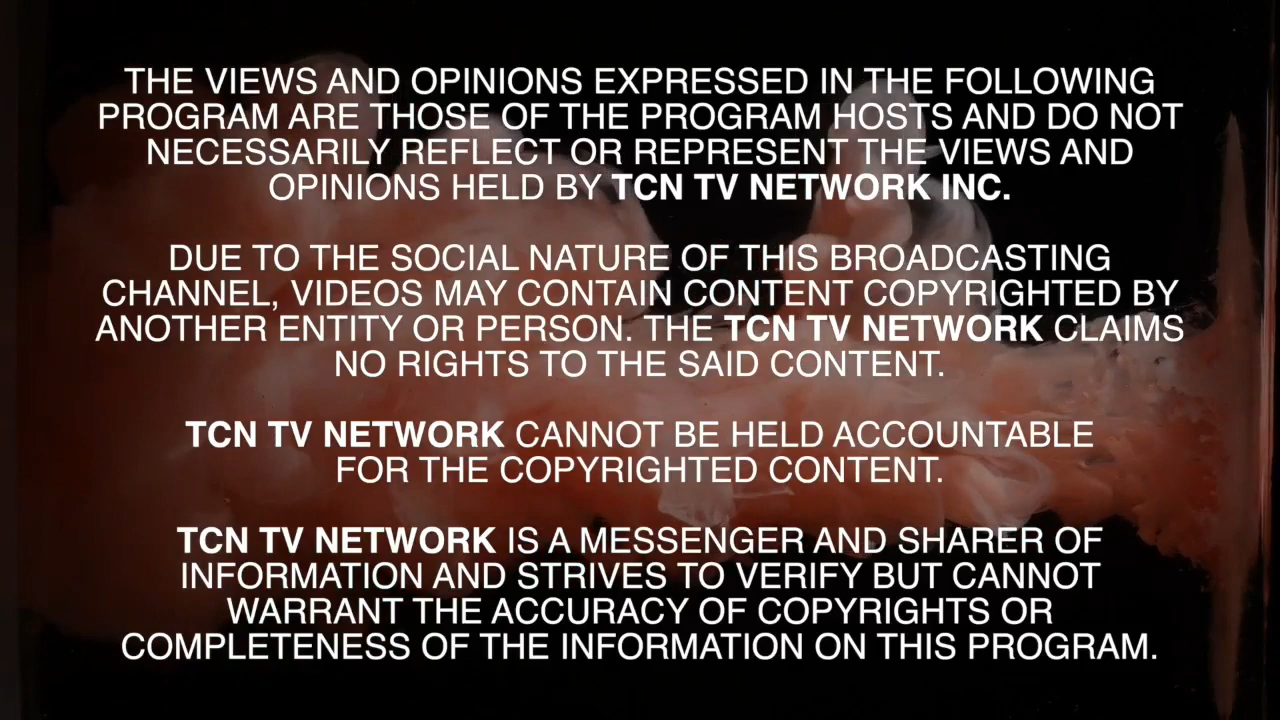 THE VIEWS AND OPINIONS EXPRESSED IN THE FOLLOWING
PROGRAM ARE THOSE OF THE PROGRAM HOSTS AND DO NOT
NECESSARILY REFLECT OR REPRESENT THE VIEWS AND
OPINIONS HELD BY TCN TV NETWORK INC.
DUE TO THE SOCIAL NATURE OF THIS BROADCASTING
CHANNEL, VIDEOS MAY CONTAIN CONTENT COPYRIGHTED BY
ANOTHER ENTITY OR PERSON. THE TCN TV NETWORK CLAIMS
NO RIGHTS TO THE SAID CONTENT.
TCN TV NETWORK CANNOT BE HELD ACCOUNTABLE
FOR THE COPYRIGHTED CONTENT.
TCN TV NETWORK IS A MESSENGER AND SHARER OF
INFORMATION AND STRIVES TO VERIFY BUT CANNOT
WARRANT THE ACCURACY OF COPYRIGHTS OR
COMPLETENESS OF THE INFORMATION ON THIS PROGRAM.